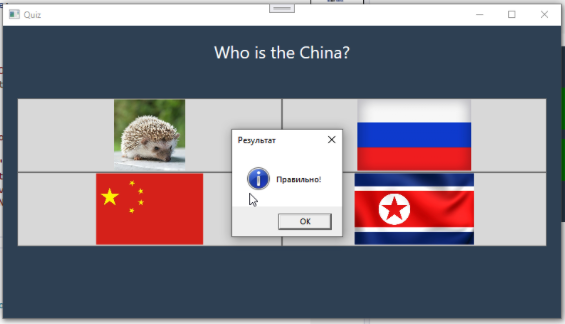 Quiz
Who is the China?
Результат
Правильно!
OK